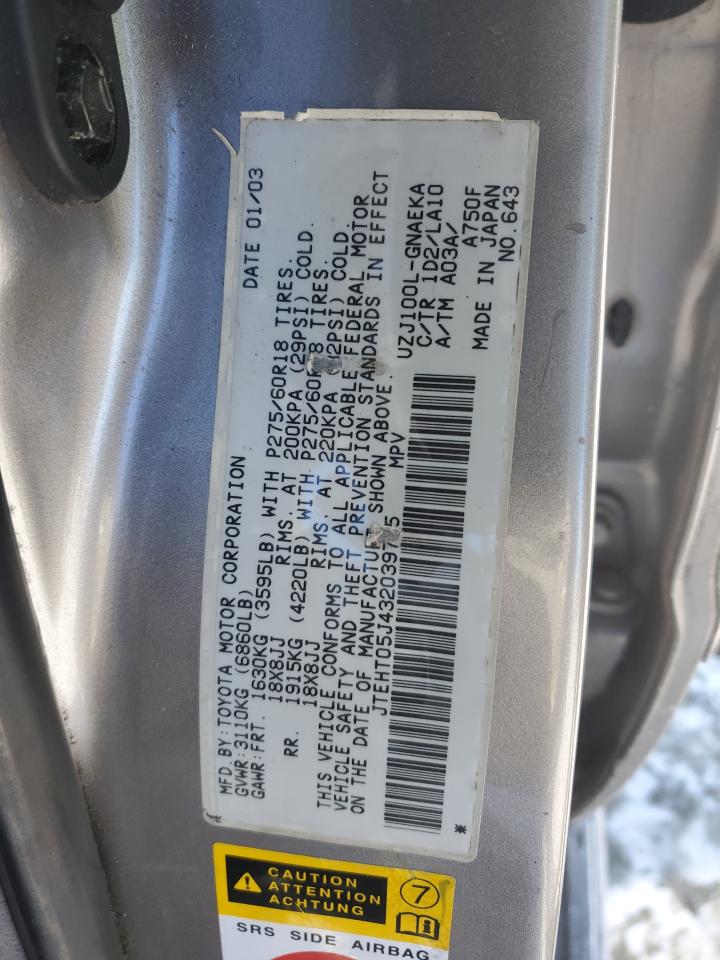 MFD. BY: TOYOTA MOTOR CORPORATION DATE 01/03
GVWR: 3110KG (6860LB)
GAWR: FRT. 1630KG (3595LB) WITH P275/60R18 TIRES.
18X8JJ RIMS. AT 200KPA (29PSI) COLD.
RR. 1915KG (4220LB) WITH P275/60R18 TIRES.
18X8JJ RIMS. AT 220KPA COLD.
THIS VEHICLE CONFORMS TO ALL APPLICABLE FEDERAL MOTOR
VEHICLE SAFETY AND THEFT PREVENTION STANDARDS IN EFFECT
ON THE DATE OF SHOWN ABOVE.
MPV
UZJ100L-GNAEKA
C/TR 1D2/LA10
A/TM A03A/
A750F
MADE IN JAPAN
* * NO. 643
CAUTION
ATTENTION
ACHTUNG
7
SRS SIDE AIRBAG